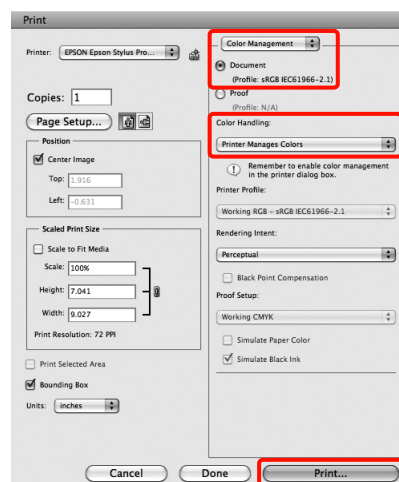 Print
Printer: EPSON Epson Stylus Pro...
Copies: 1
Page Setup...
Position
Center Image
Top: 1.916
Left: -0.631
Scaled Print Size
Scale to Fit Media
Scale: 100%
Height: 7.041
Width: 9.027
Print Resolution: 72 PPI
Print Selected Area
Bounding Box
Units: inches
Color Management
Document
(Profile: sRGB IEC61966-2.1)
Proof
(Profile: N/A)
Color Handling:
Printer Manages Colors
Remember to enable color management
in the printer dialog box.
Printer Profile:
Working RGB - sRGB IEC61966-2.1
Rendering Intent:
Perceptual
Black Point Compensation
Proof Setup:
Working CMYK
Simulate Paper Color
Simulate Black Ink
Cancel
Done
Print...